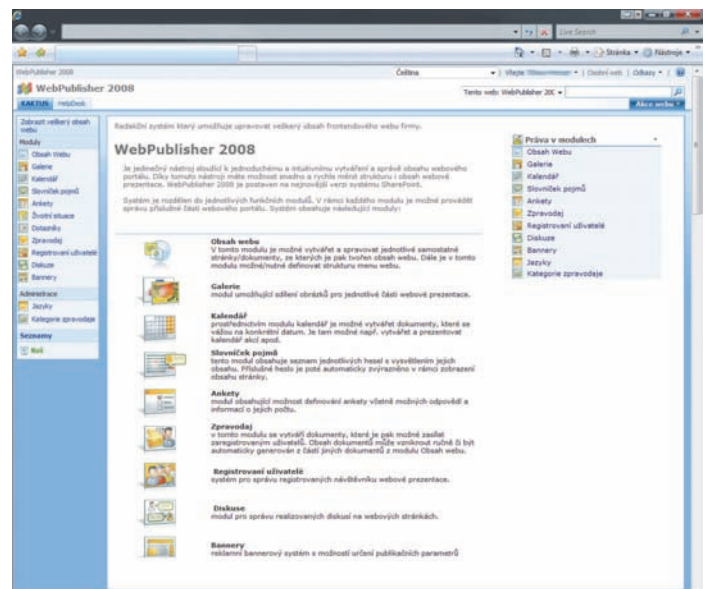 Live Search
Stránka
Nástroje
WebPublisher 2008
Čeština
Vítejte
Osobní web
Odkazy
WebPublisher 2008
Tento web: WebPublisher 200
KAKTUS
HelpDesk
Akce webu
Zobrazit veškerý obsah
webu
Moduly
Obsah Webu
Galerie
Kalendář
Slovníček pojmů
Ankety
Životní situace
Dotazníky
Zpravodaj
Registrovaní uživatelé
Diskuze
Bannery
Administrace
Jazyky
Kategorie zpravodaje
Seznamy
Koš
Redakční systém který umožňuje upravovat veškerý obsah frontendového webu firmy.
WebPublisher 2008
Je jedinečný nástroj sloužící k jednoduchému a intuitivnímu vytváření a správě obsahu webového
portálu. Díky tomuto nástroji máte možnost snadno a rychle měnit strukturu i obsah webové
prezentace. WebPublisher 2008 je postaven na nejnovější verzi systému SharePoint.
Systém je rozdělen do jednotlivých funkčních modulů. V rámci každého modulu je možné provádět
správu příslušné části webového portálu. Systém obsahuje následující moduly:
Obsah webu
V tomto modulu je možné vytvářet a spravovat jednotlivé samostatné
stránky/dokumenty, ze kterých je pak tvořen obsah webu. Dále je v tomto
modulu možné/nutné definovat strukturu menu webu.
Galerie
modul umožňující sdílení obrázků pro jednotlivé části webové prezentace.
Kalendář
prostřednictvím modulu kalendář je možné vytvářet dokumenty, které se
vážou na konkrétní datum. Je tam možné např. vytvářet a prezentovat
kalendář akcí apod.
Slovníček pojmů
tento modul obsahuje seznam jednotlivých hesel s vysvětlením jejich
obsahu. Příslušné heslo je poté automaticky zvýrazněno v rámci zobrazení
obsahu stránky.
Ankety
modul obsahující možnost definování ankety včetně možných odpovědí a
informací o jejich počtu.
Zpravodaj
v tomto modulu se vytváří dokumenty, které je pak možné zasílat
zaregistrovaným uživatelů. Obsah dokumentů může vzniknout ručně či být
automaticky generován z částí jiných dokumentů z modulu Obsah webu.
Registrovaní uživatelé
systém pro správu registrovaných návštěvníku webové prezentace.
Diskuse
modul pro správu realizovaných diskusí na webových stránkách.
Bannery
reklamní bannerový systém s možností určení publikačních parametrů
Práva v modulech
Obsah Webu
Galerie
Kalendář
Slovníček pojmů
Ankety
Zpravodaj
Registrovaní uživatelé
Diskuze
Bannery
Jazyky
Kategorie zpravodaje